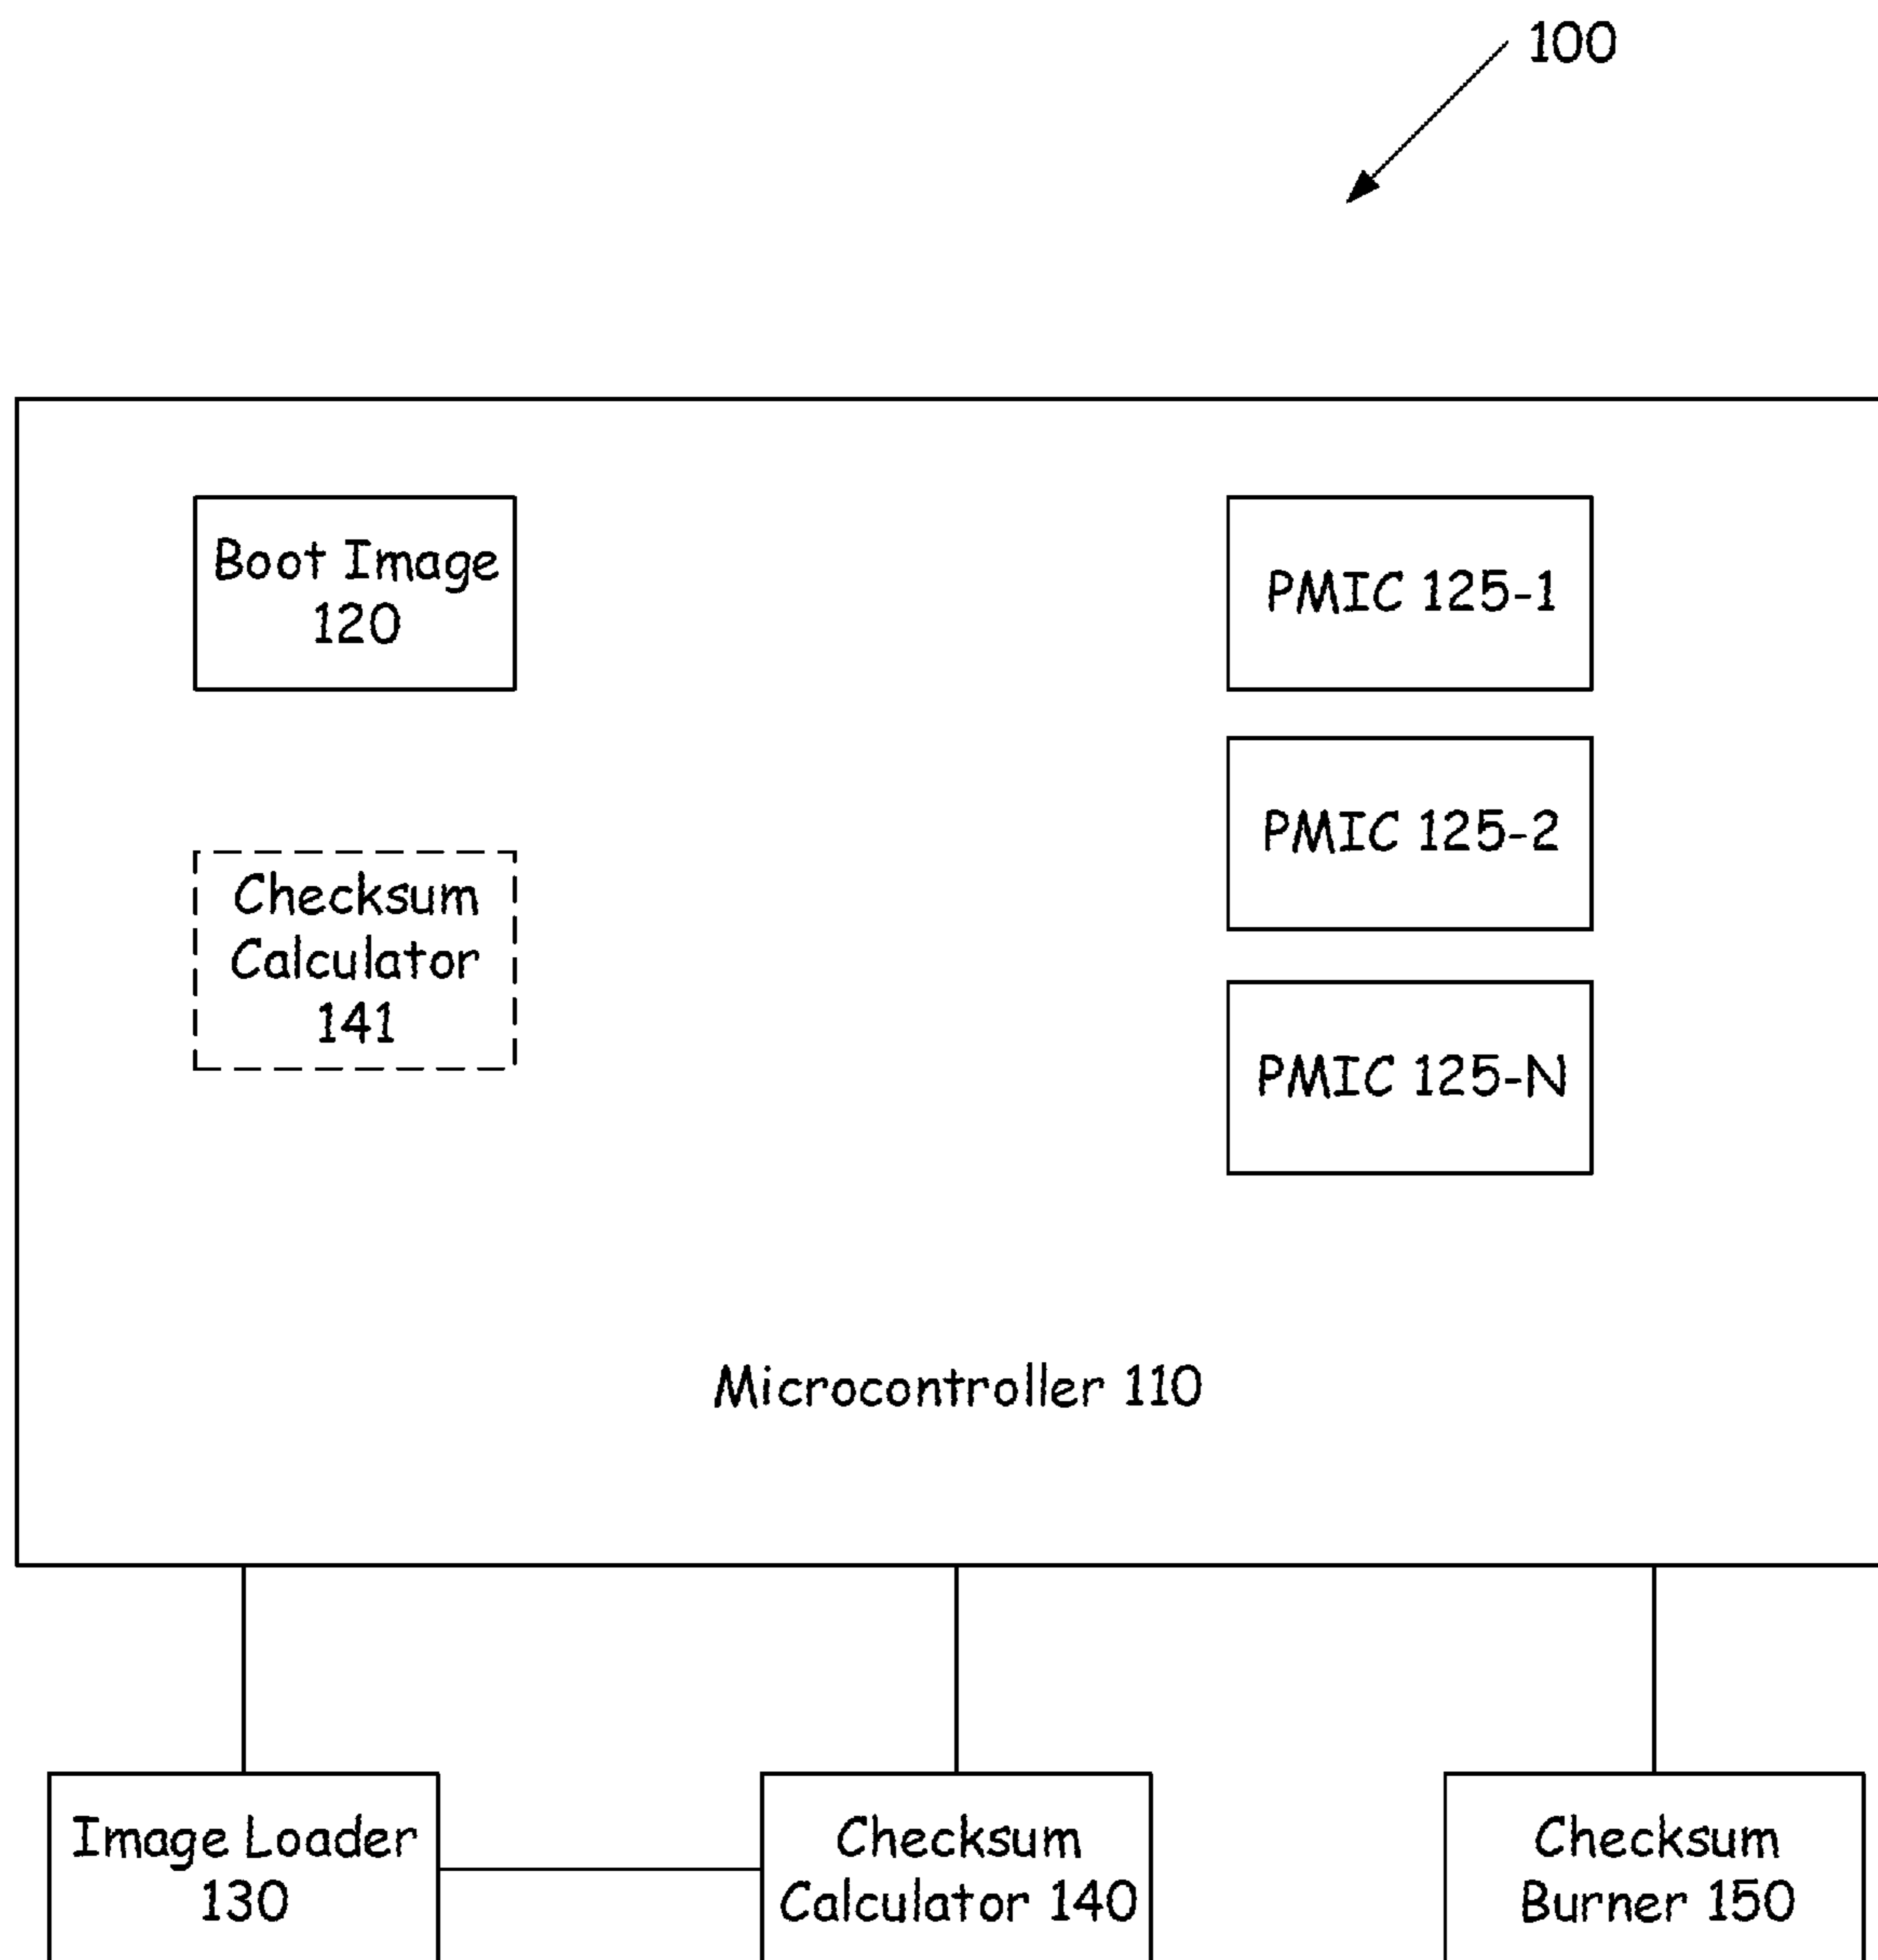 100
Boot Image
120
PMIC 125-1
PMIC 125-2
Checksum
Calculator
141
PMIC 125-N
Microcontroller 110
Image Loader
130
Checksum
Calculator 140
Checksum
Burner 150